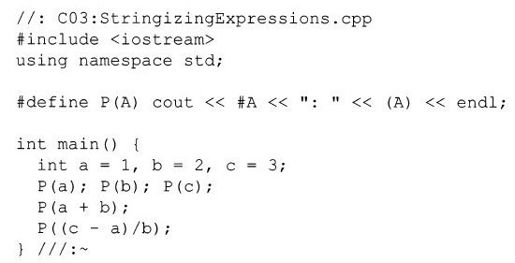 //: C03:StringizingExpressions.cpp
#include <iostream>
using namespace std;

#define P(A) cout << #A << ": " << (A) << endl;

int main() {
  int a = 1, b = 2, c = 3;
  P(a); P(b); P(c);
  P(a + b);
  P((c - a)/b);
} ///:~